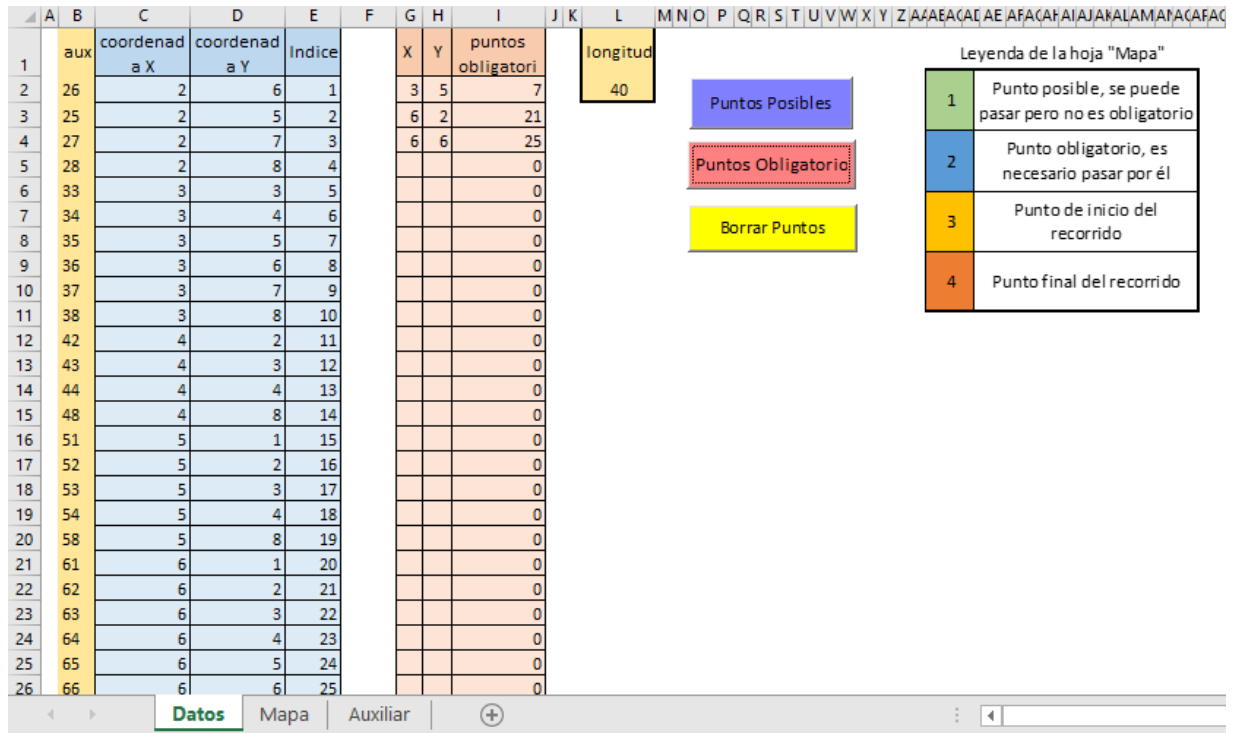 A B C D E F G H I J K L M N O P Q R S T U V W X Y Z
1 aux coordenad a X coordenad a Y Indice X Y puntos obligatori longitud Leyenda de la hoja "Mapa"
2 26 2 6 1 3 5 7 40
3 25 2 5 2 6 2 21
4 27 2 7 3 6 6 25
5 28 2 8 4 0
6 33 3 3 5 0
7 34 3 4 6 0
8 35 3 5 7 0
9 36 3 6 8 0
10 37 3 7 9 0
11 38 3 8 10 0
12 42 4 2 11 0
13 43 4 3 12 0
14 44 4 4 13 0
15 48 4 8 14 0
16 51 5 1 15 0
17 52 5 2 16 0
18 53 5 3 17 0
19 54 5 4 18 0
20 58 5 8 19 0
21 61 6 1 20 0
22 62 6 2 21 0
23 63 6 3 22 0
24 64 6 4 23 0
25 65 6 5 24 0
26 66 6 6 25 0
Puntos Posibles
Puntos Obligatorio
Borrar Puntos
1 Punto posible, se puede
pasar pero no es obligatorio
2 Punto obligatorio, es
necesario pasar por él
3 Punto de inicio del
recorrido
4 Punto final del recorrido
Datos Mapa Auxiliar